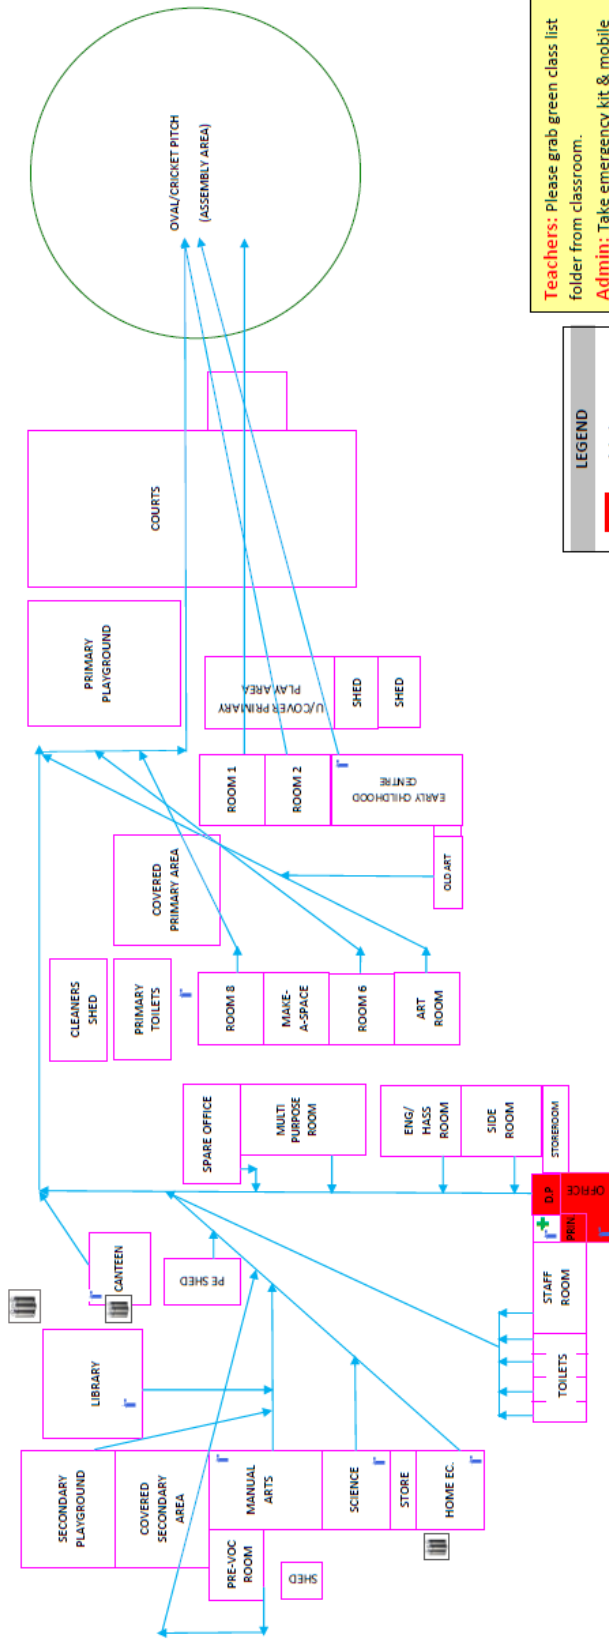 OVAL/CRICKET PITCH
(ASSEMBLY AREA)
Teachers: Please grab green class list
folder from classroom.
Admin: Take emergency kit & mobile
LEGEND
COURTS
PRIMARY
PLAYGROUND
U/COVER PRIMARY
PLAY AREA
SHED
SHED
ROOM 1
ROOM 2
EARLY CHILDHOOD
CENTRE
OLD ART
COVERED
PRIMARY AREA
CLEANERS
SHED
PRIMARY
TOILETS
ROOM 8
MAKE-
A-SPACE
ROOM 6
ART
ROOM
SPARE OFFICE
MULTI
PURPOSE
ROOM
ENG/
HASS
ROOM
SIDE
ROOM
STOREROOM
D.P
OFFICE
PRIN.
STAFF
ROOM
TOILETS
CANTEEN
PE SHED
LIBRARY
SECONDARY
PLAYGROUND
COVERED
SECONDARY
AREA
MANUAL
ARTS
SCIENCE
STORE
HOME EC.
PRE-VOC
ROOM
SHED